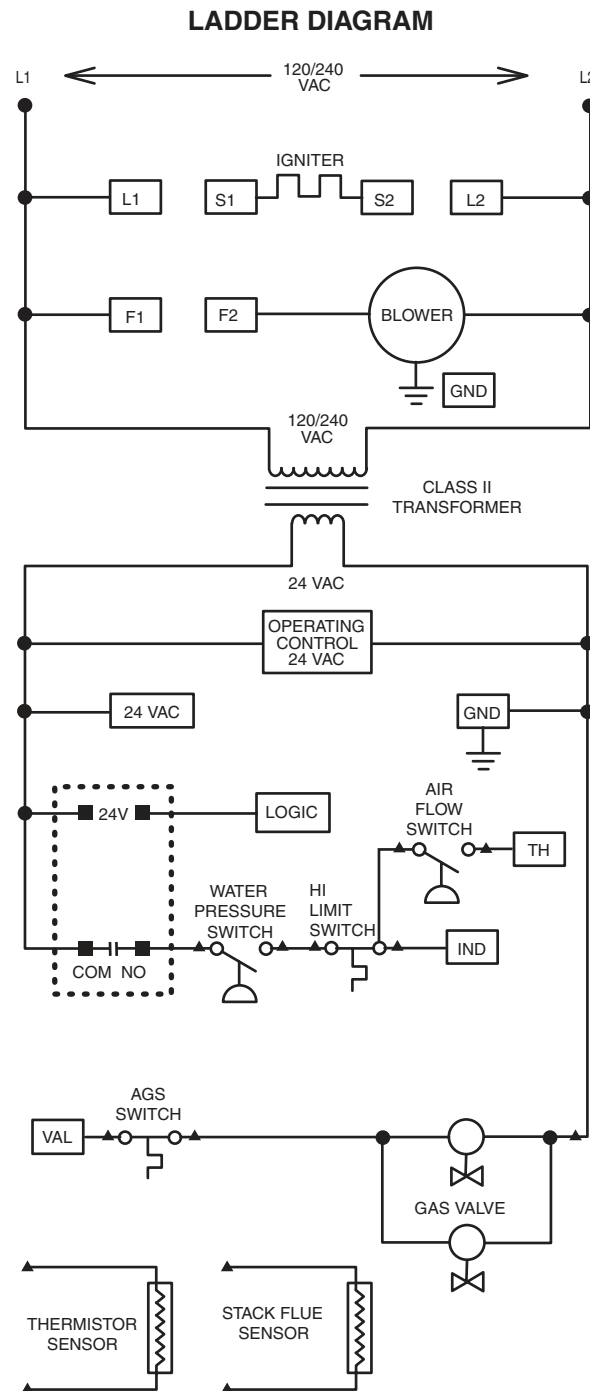 LADDER DIAGRAM
L1
120/240
VAC
L2
IGNITER
L1
S1
S2
L2
F1
F2
BLOWER
GND
120/240
VAC
CLASS II
TRANSFORMER
24 VAC
OPERATING
CONTROL
24 VAC
24 VAC
GND
AIR
FLOW
SWITCH
24V
LOGIC
TH
WATER
PRESSURE
SWITCH
HI
LIMIT
SWITCH
IND
COM NO
AGS
SWITCH
VAL
GAS VALVE
THERMISTOR
SENSOR
STACK FLUE
SENSOR